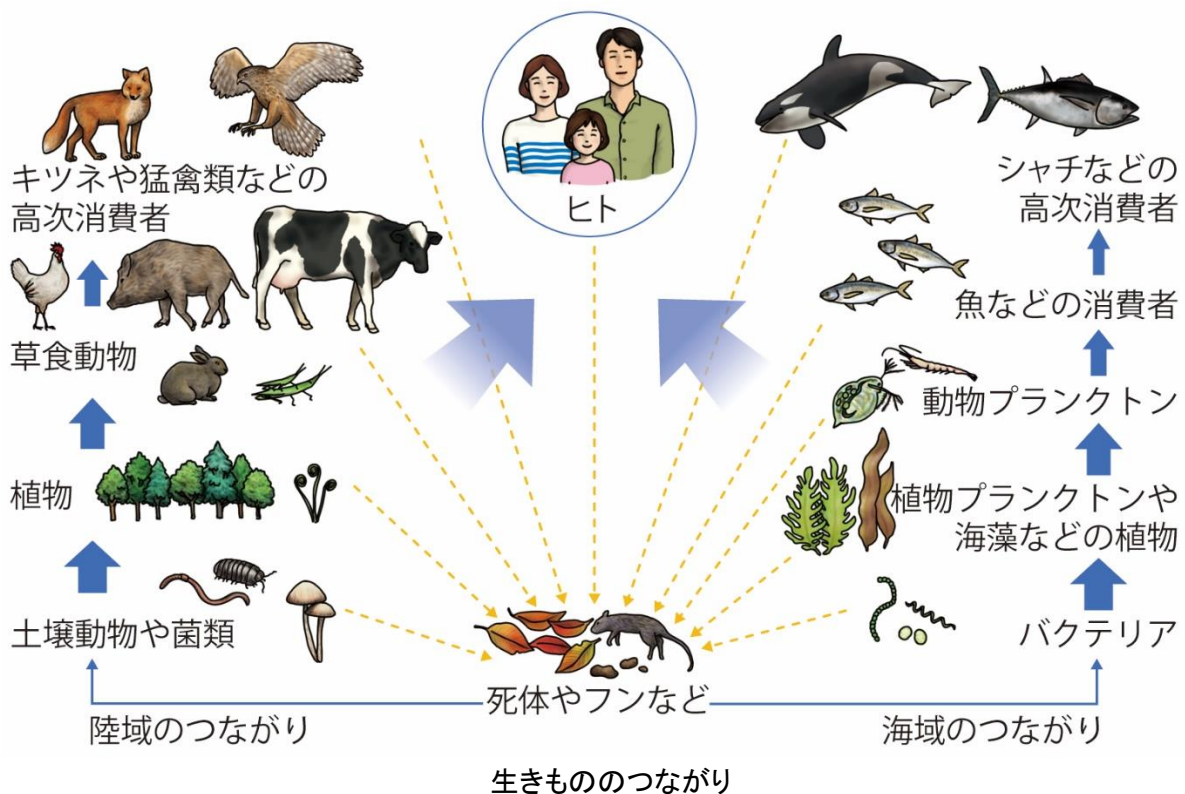 ヒト
キツネや猛禽類などの
高次消費者
草食動物
植物
土壌動物や菌類
陸域のつながり
シャチなどの
高次消費者
魚などの消費者
動物プランクトン
植物プランクトンや
海藻などの植物
バクテリア
海域のつながり
死体やフンなど
生きもののつながり